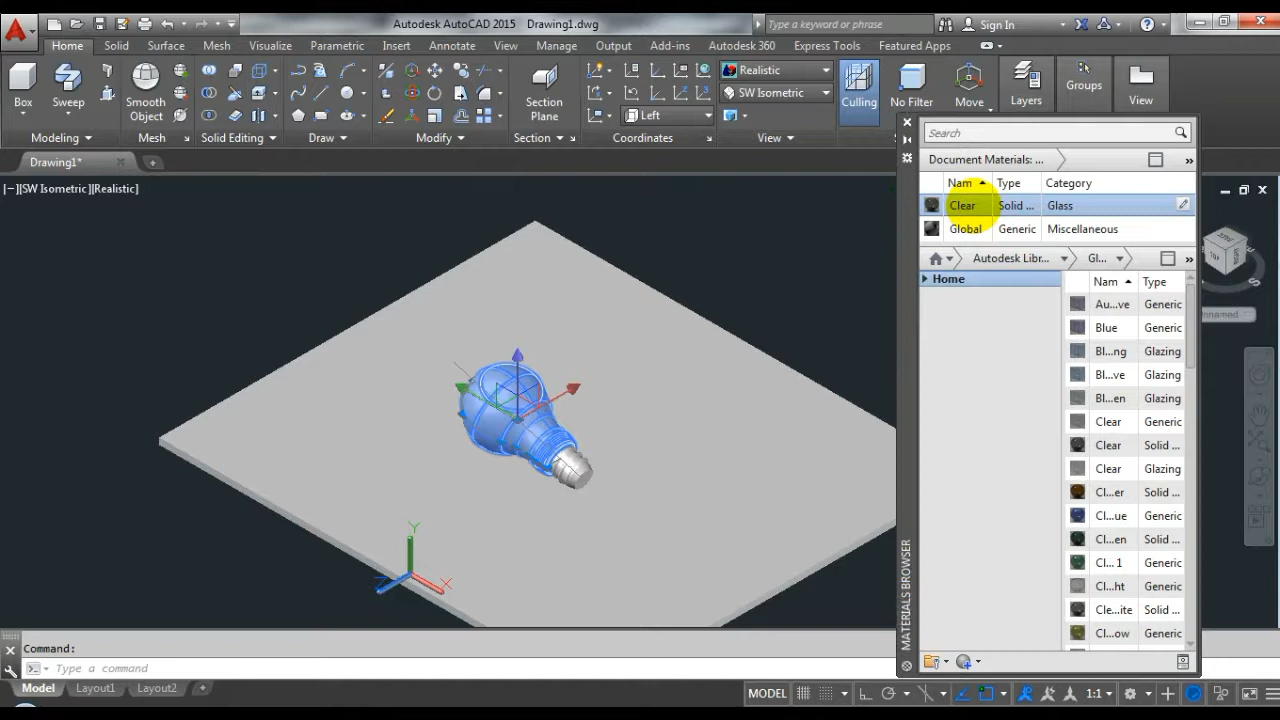 Autodesk AutoCAD 2015 Drawing1.dwg
Type a keyword or phrase
Sign In
Home Solid Surface Mesh Visualize Parametric Insert Annotate View Manage Output Add-ins Autodesk 360 Express Tools Featured Apps
Box Sweep Smooth Object Section Plane
Realistic
SW Isometric
Left
Culling No Filter Move Layers Groups View
Modeling Mesh Solid Editing Draw Modify Section Coordinates View
Drawing1*
[−][SW Isometric][Realistic]
Search
Document Materials: ...
Nam Type Category
Clear Solid ... Glass
Global Generic Miscellaneous
Autodesk Libr... Gl...
Home
Nam Type
Au...ve Generic
Blue Generic
Bl...ng Glazing
Bl...ve Glazing
Bl...en Glazing
Clear Generic
Clear Solid ...
Clear Glazing
Cl...er Solid ...
Cl...ue Generic
Cl...en Solid ...
Cl... 1 Generic
Cl...ht Generic
Cle...ite Solid ...
Cl...ow Generic
MATERIALS BROWSER
TOP
S
nnamed
Y
X
Z
Command:
Type a command
Model Layout1 Layout2
MODEL 1:1